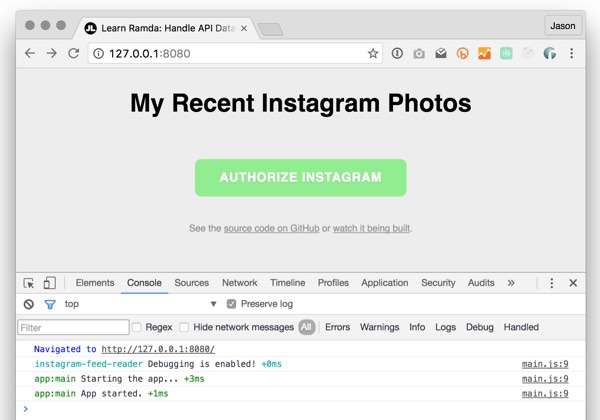 JL Learn Ramda: Handle API Data ×
Jason
127.0.0.1:8080
My Recent Instagram Photos
AUTHORIZE INSTAGRAM
See the source code on GitHub or watch it being built.
Elements Console Sources Network Timeline Profiles Application Security Audits »
top ▼ Preserve log
Filter Regex Hide network messages All Errors Warnings Info Logs Debug Handled
Navigated to http://127.0.0.1:8080/
instagram-feed-reader Debugging is enabled! +0ms main.js:9
app:main Starting the app... +3ms main.js:9
app:main App started. +1ms main.js:9
>